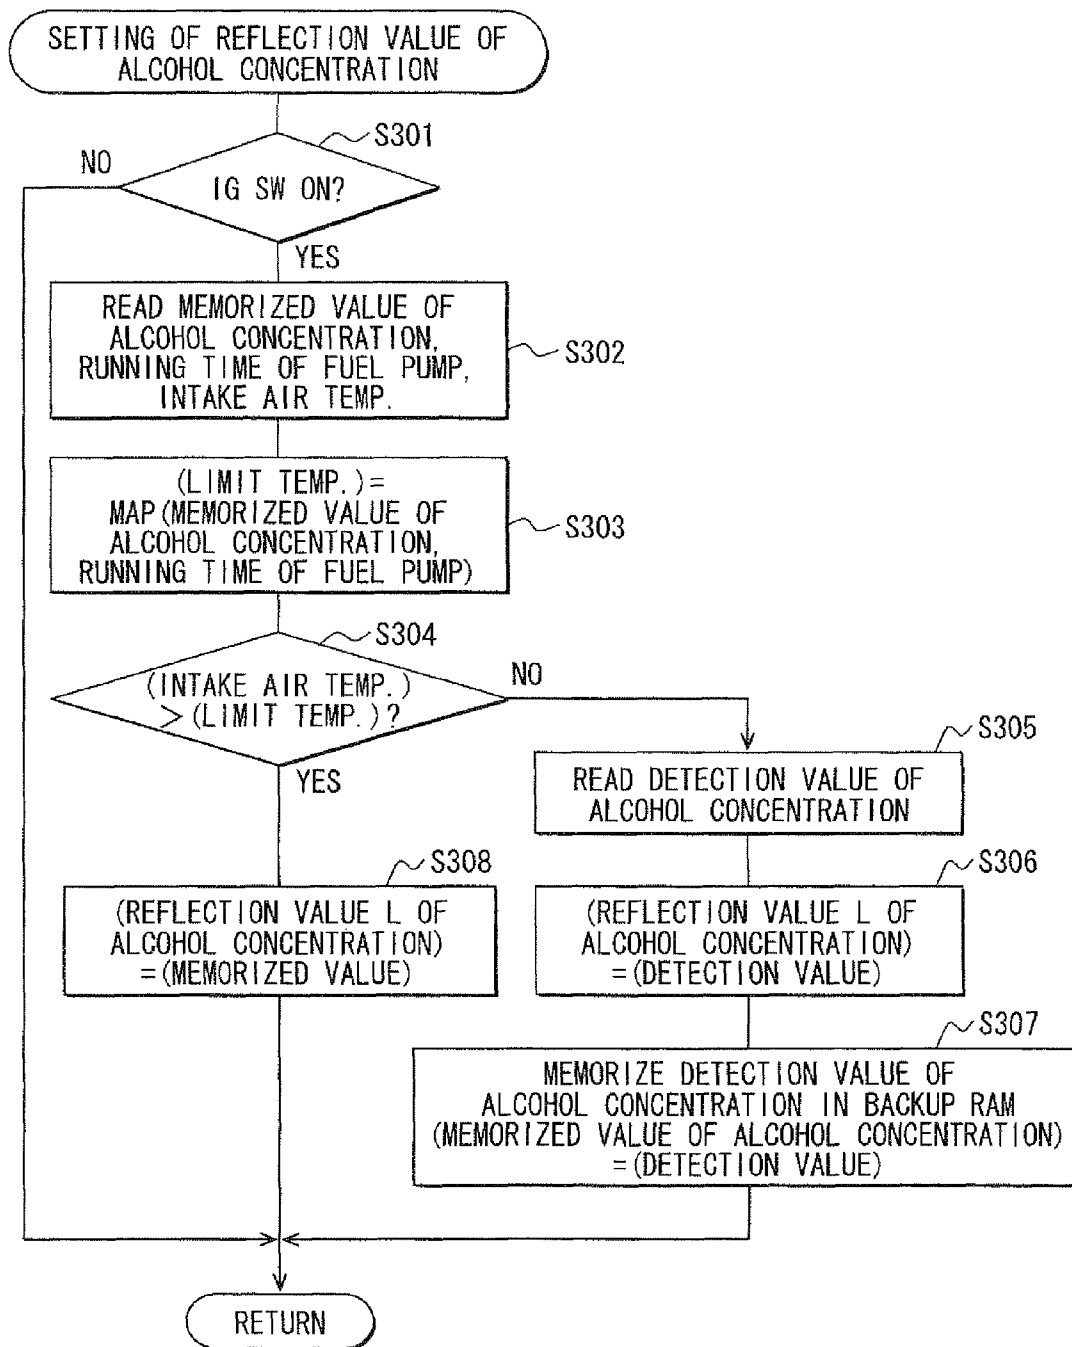 SETTING OF REFLECTION VALUE OF
ALCOHOL CONCENTRATION
S301
NO
IG SW ON?
YES
READ MEMORIZED VALUE OF
ALCOHOL CONCENTRATION,
RUNNING TIME OF FUEL PUMP,
INTAKE AIR TEMP.
S302
(LIMIT TEMP.)=
MAP(MEMORIZED VALUE OF
ALCOHOL CONCENTRATION,
RUNNING TIME OF FUEL PUMP)
S303
S304
(INTAKE AIR TEMP.)
>(LIMIT TEMP.)?
NO
YES
S305
READ DETECTION VALUE OF
ALCOHOL CONCENTRATION
S308
(REFLECTION VALUE L OF
ALCOHOL CONCENTRATION)
=(MEMORIZED VALUE)
S306
(REFLECTION VALUE L OF
ALCOHOL CONCENTRATION)
=(DETECTION VALUE)
S307
MEMORIZE DETECTION VALUE OF
ALCOHOL CONCENTRATION IN BACKUP RAM
(MEMORIZED VALUE OF ALCOHOL CONCENTRATION)
=(DETECTION VALUE)
RETURN